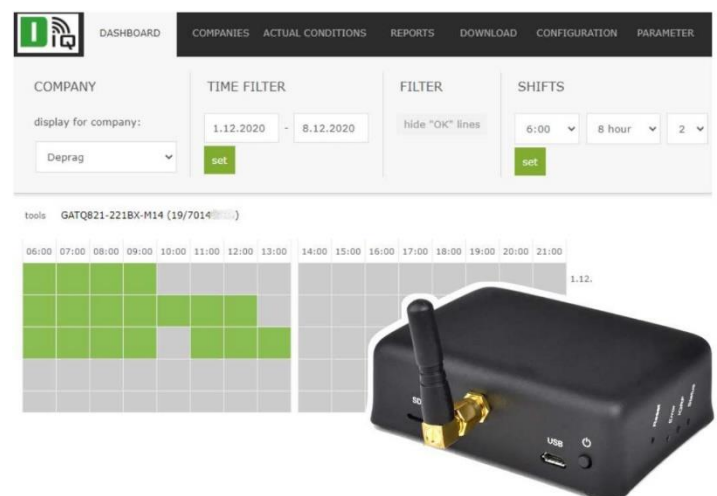 DiQ
DASHBOARD COMPANIES ACTUAL CONDITIONS REPORTS DOWNLOAD CONFIGURATION PARAMETER
COMPANY TIME FILTER FILTER SHIFTS
display for company: 1.12.2020 - 8.12.2020 hide "OK" lines 6:00 8 hour 2
Deprag set set
tools GATQ821-221BX-M14 (19/7014 )
06:00 07:00 08:00 09:00 10:00 11:00 12:00 13:00 14:00 15:00 16:00 17:00 18:00 19:00 20:00 21:00
1.12.
SD
USB